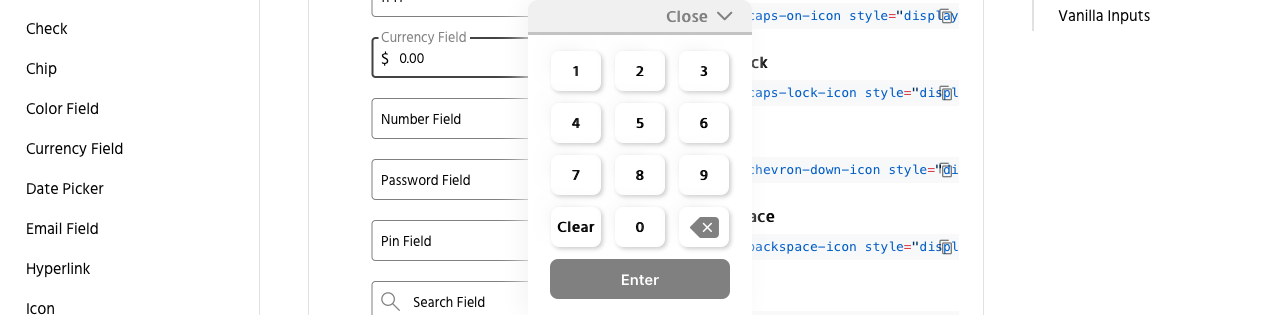 Check
Chip
Color Field
Currency Field
Date Picker
Email Field
Hyperlink
Icon
Currency Field
$ 0.00
Number Field
Password Field
Pin Field
Search Field
Close
1 2 3
4 5 6
7 8 9
Clear 0
Enter
caps-on-icon style="display
ck
caps-lock-icon style="displ
chevron-down-icon style="di
ace
backspace-icon style="displ
Vanilla Inputs